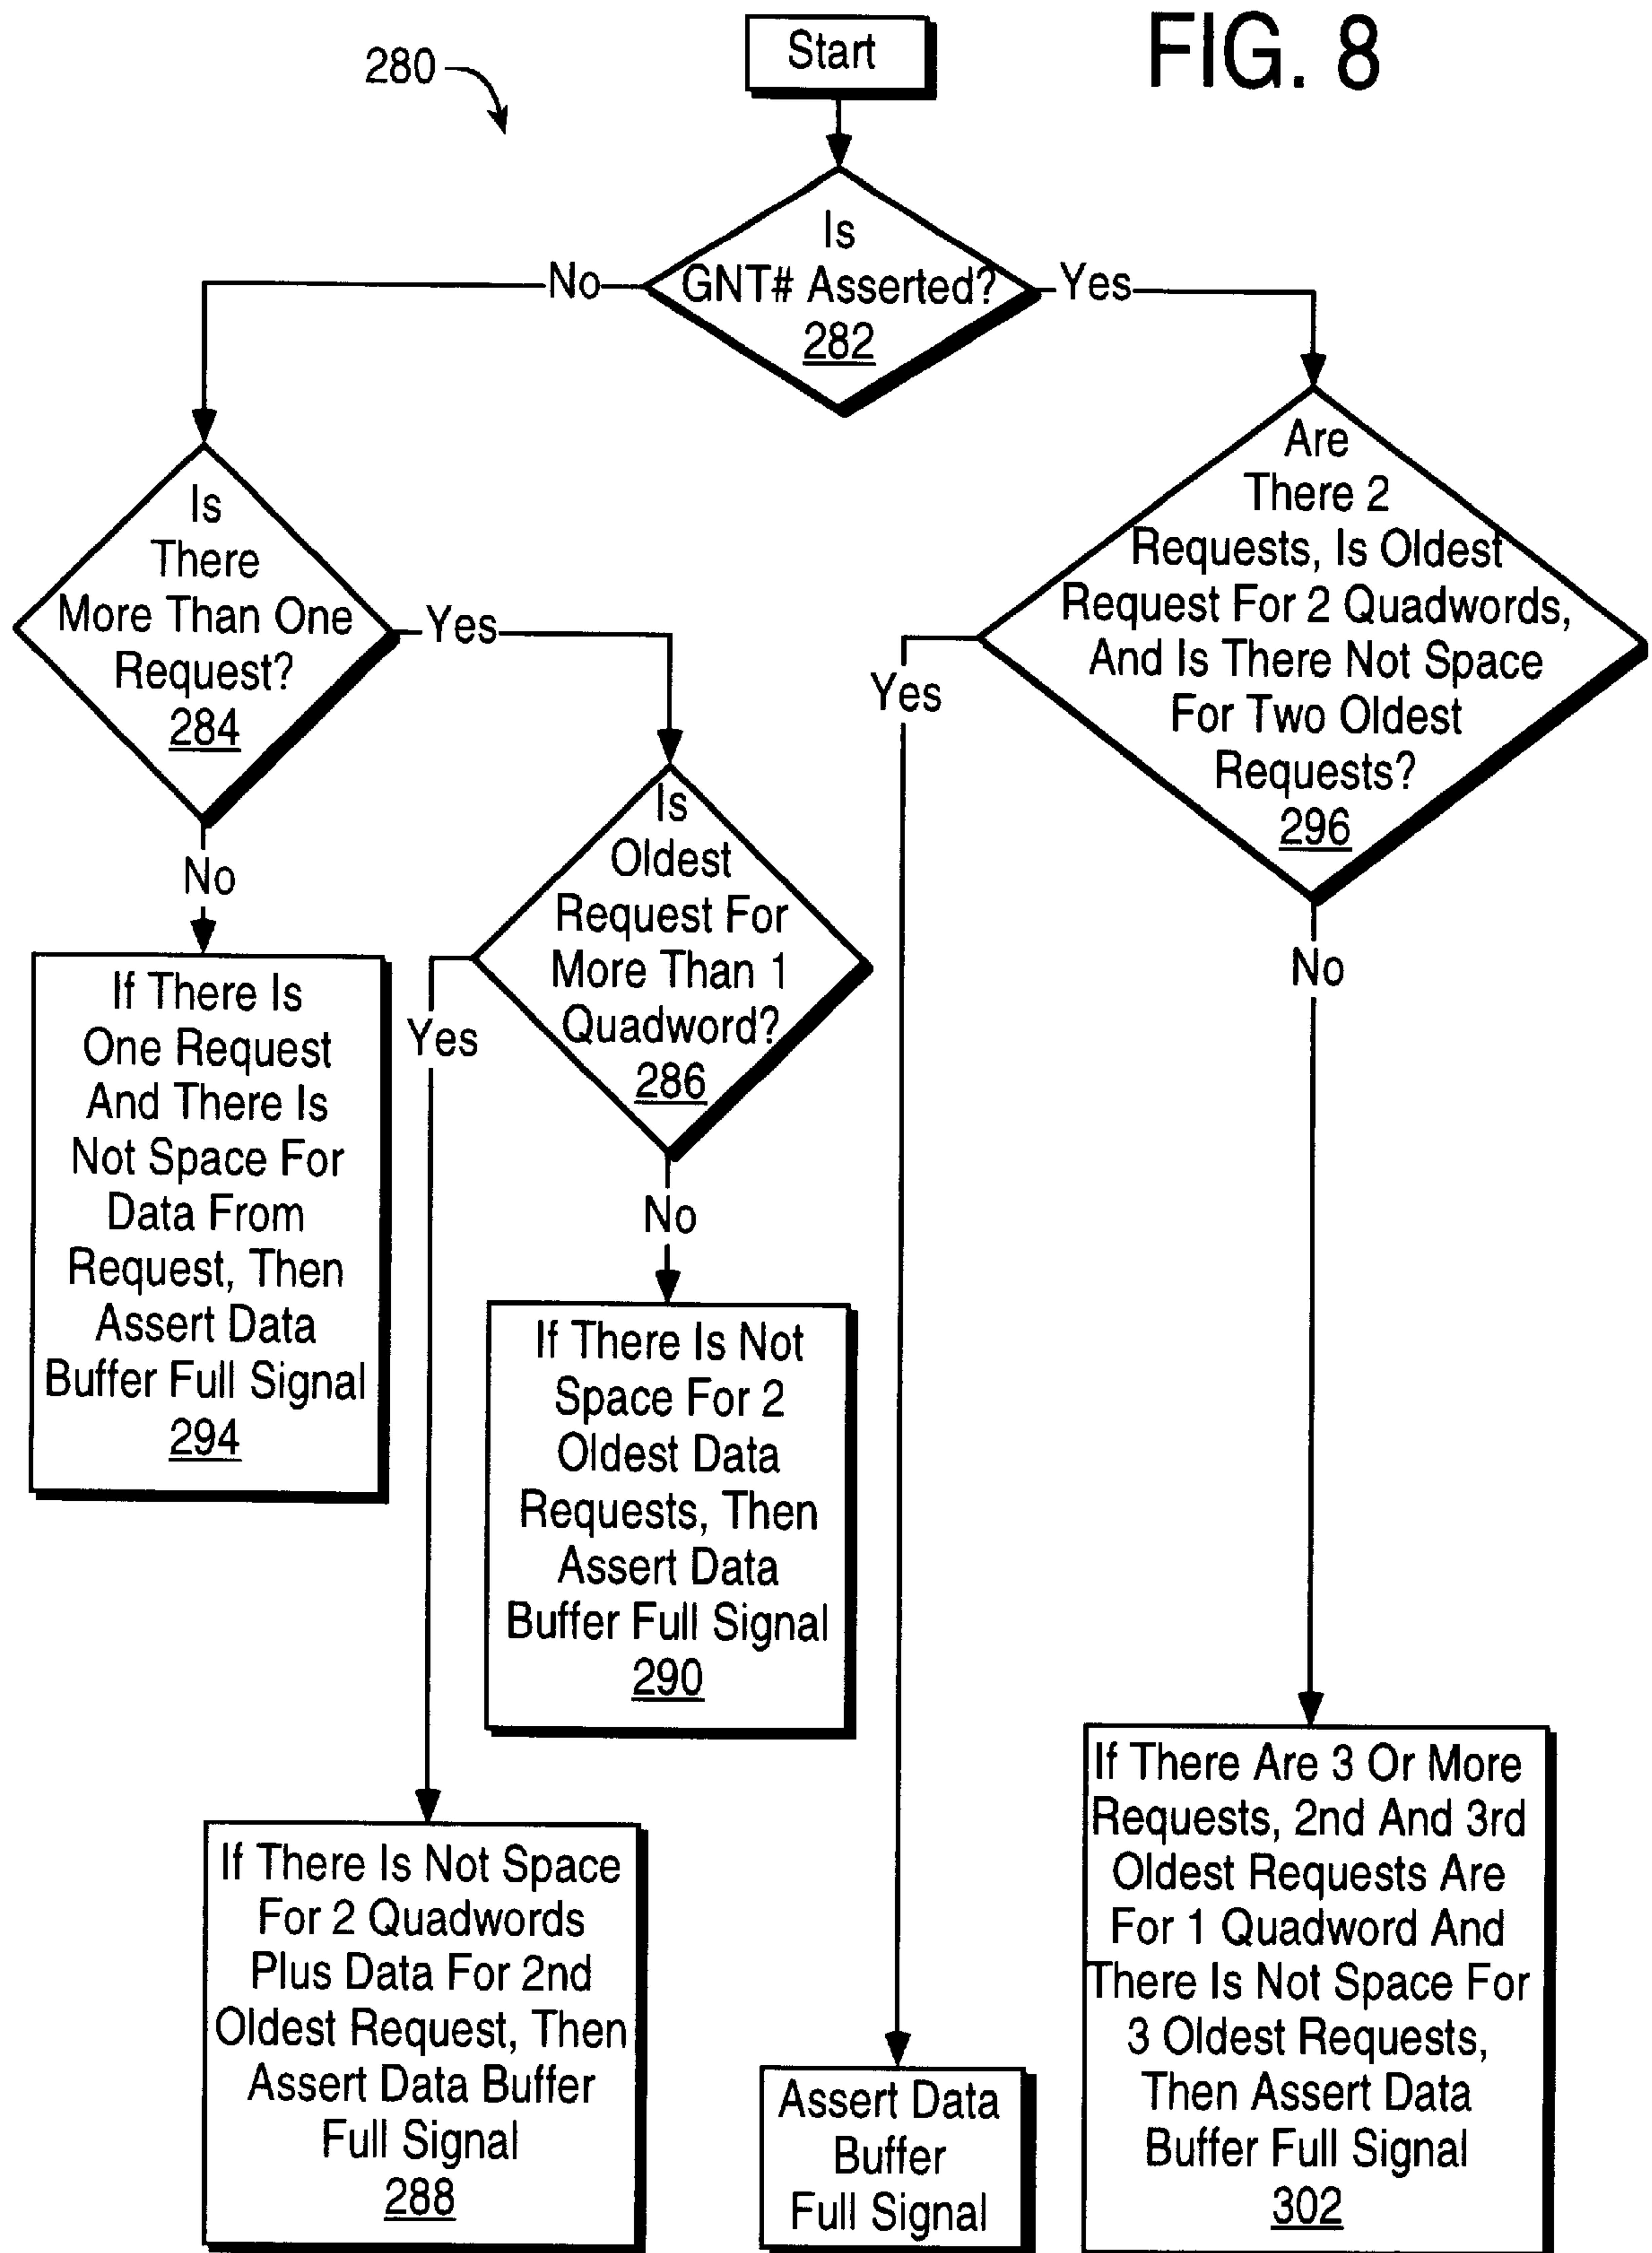 FIG. 8
280
Start
Is
GNT# Asserted?
282
No
Yes
Is
There
More Than One
Request?
284
Yes
No
Are
There 2
Requests, Is Oldest
Request For 2 Quadwords,
And Is There Not Space
For Two Oldest
Requests?
296
Yes
No
Is
Oldest
Request For
More Than 1
Quadword?
286
Yes
No
If There Is
One Request
And There Is
Not Space For
Data From
Request, Then
Assert Data
Buffer Full Signal
294
If There Is Not
Space For 2
Oldest Data
Requests, Then
Assert Data
Buffer Full Signal
290
If There Is Not Space
For 2 Quadwords
Plus Data For 2nd
Oldest Request, Then
Assert Data Buffer
Full Signal
288
Assert Data
Buffer
Full Signal
If There Are 3 Or More
Requests, 2nd And 3rd
Oldest Requests Are
For 1 Quadword And
There Is Not Space For
3 Oldest Requests,
Then Assert Data
Buffer Full Signal
302